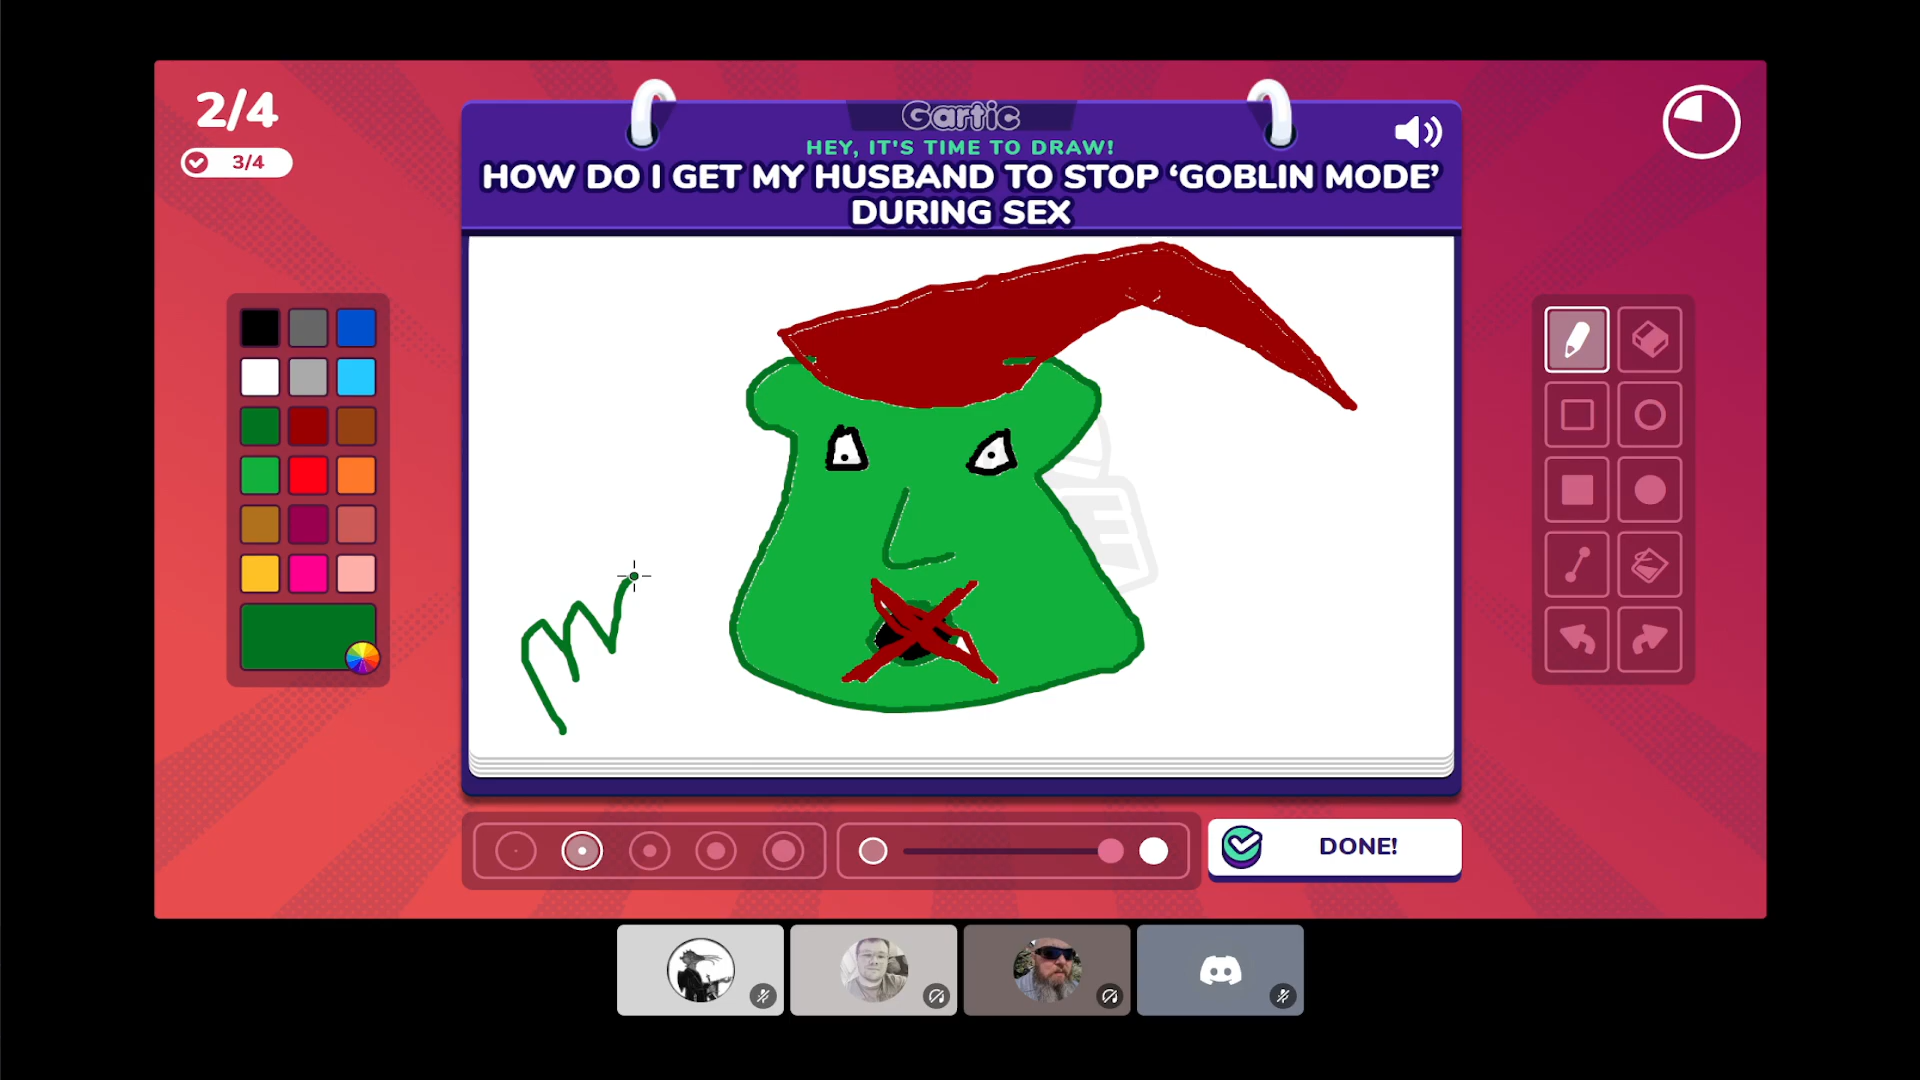 2/4
3/4
Gartic
HEY, IT'S TIME TO DRAW!
HOW DO I GET MY HUSBAND TO STOP ‘GOBLIN MODE’
DURING SEX
DONE!